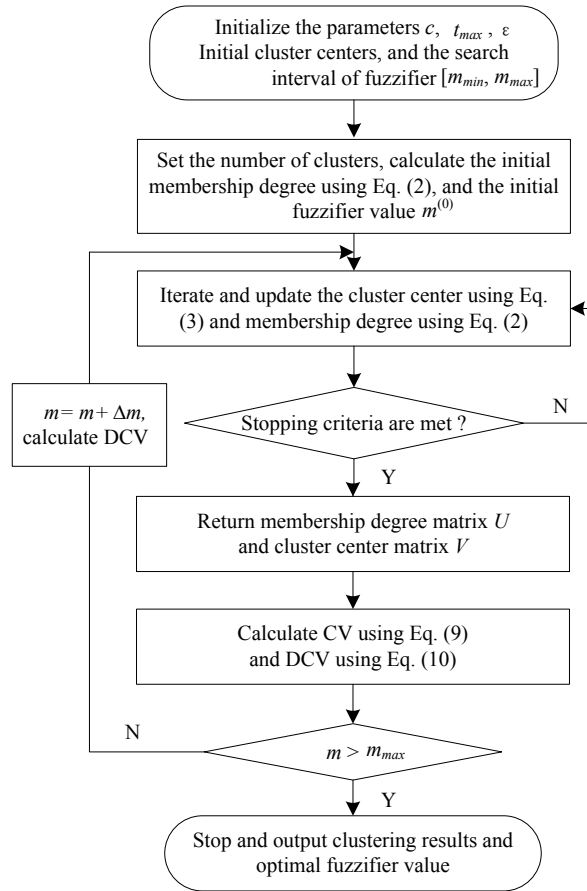 Initialize the parameters c, t_max , ε
Initial cluster centers, and the search
interval of fuzzifier [m_min, m_max]
Set the number of clusters, calculate the initial
membership degree using Eq. (2), and the initial
fuzzifier value m^(0)
Iterate and update the cluster center using Eq.
(3) and membership degree using Eq. (2)
m= m+ Δm,
calculate DCV
Stopping criteria are met ?
N
Y
Return membership degree matrix U
and cluster center matrix V
Calculate CV using Eq. (9)
and DCV using Eq. (10)
N
m > m_max
Y
Stop and output clustering results and
optimal fuzzifier value